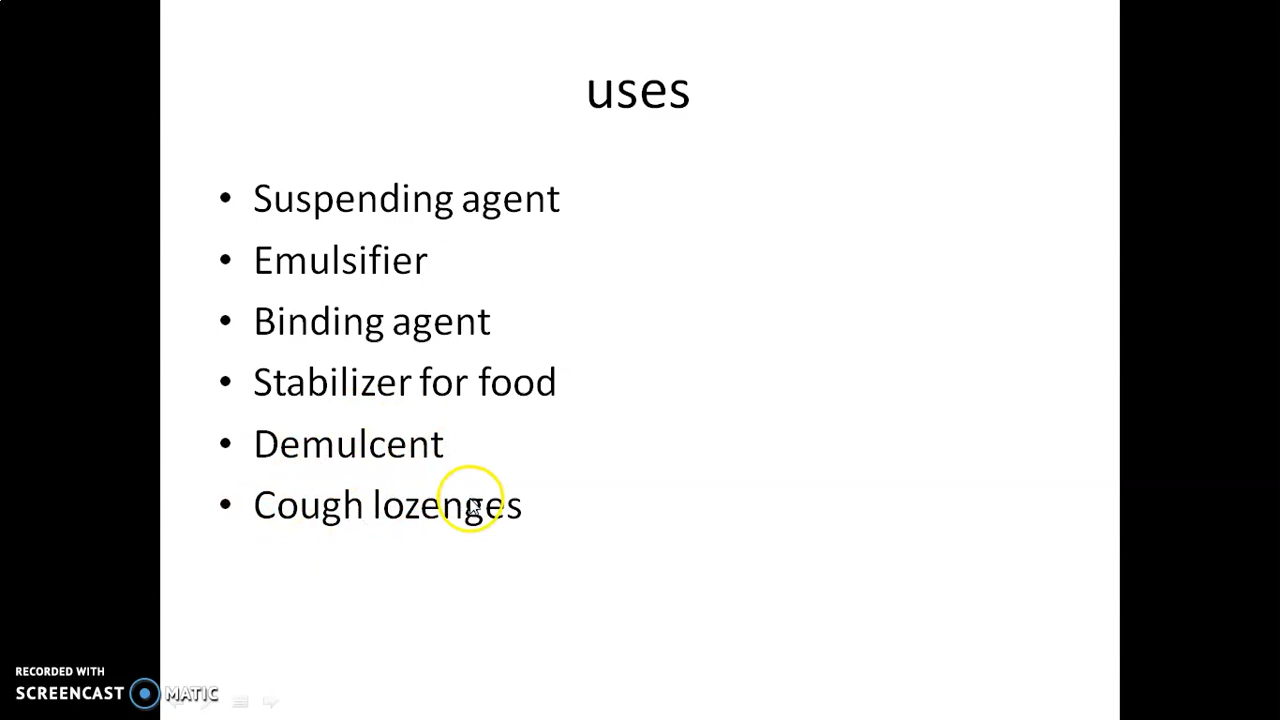 uses
• Suspending agent
• Emulsifier
• Binding agent
• Stabilizer for food
• Demulcent
• Cough lozenges
RECORDED WITH
SCREENCAST MATIC